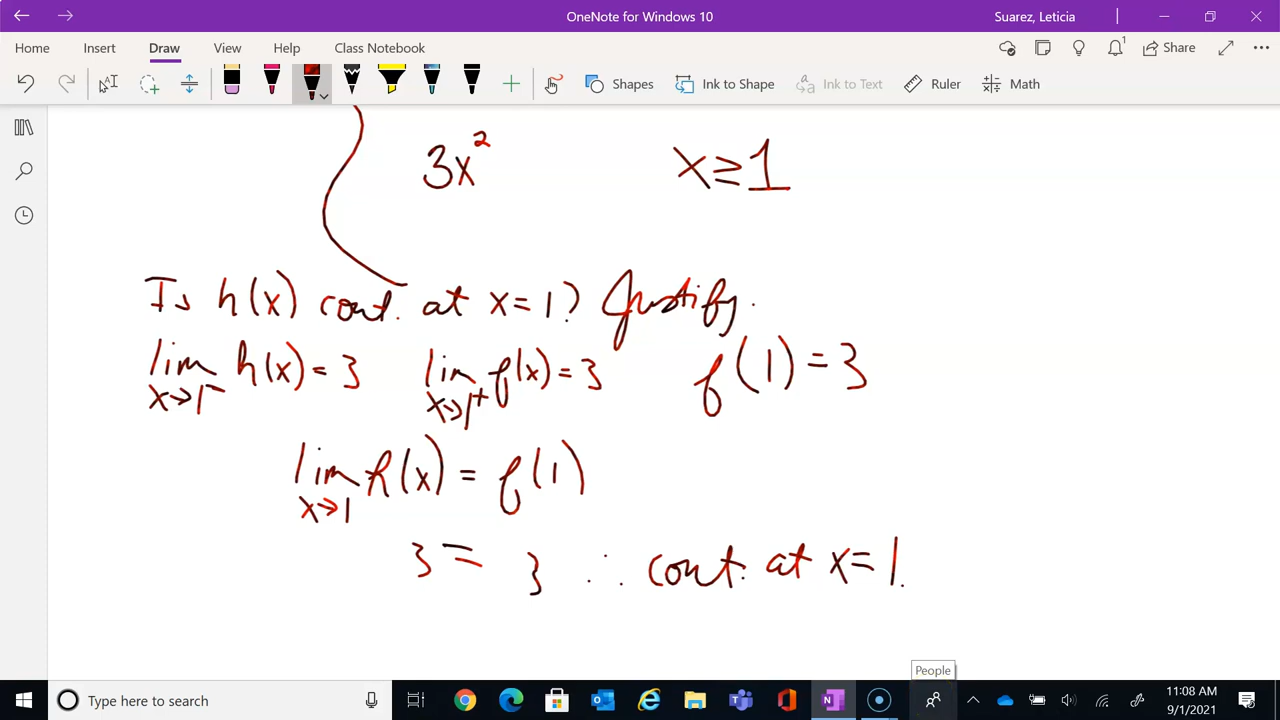 OneNote for Windows 10
Suarez, Leticia
Home Insert Draw View Help Class Notebook
1 Share
Shapes Ink to Shape Ink to Text Ruler Math
3x² x≥1
Is h(x) cont. at x=1? Justify.
lim x→1⁻ h(x) = 3 lim x→1⁺ f(x) = 3 f(1) = 3
lim x→1 h(x) = f(1)
3 = 3 ∴ cont. at x=1.
People
Type here to search
11:08 AM
9/1/2021